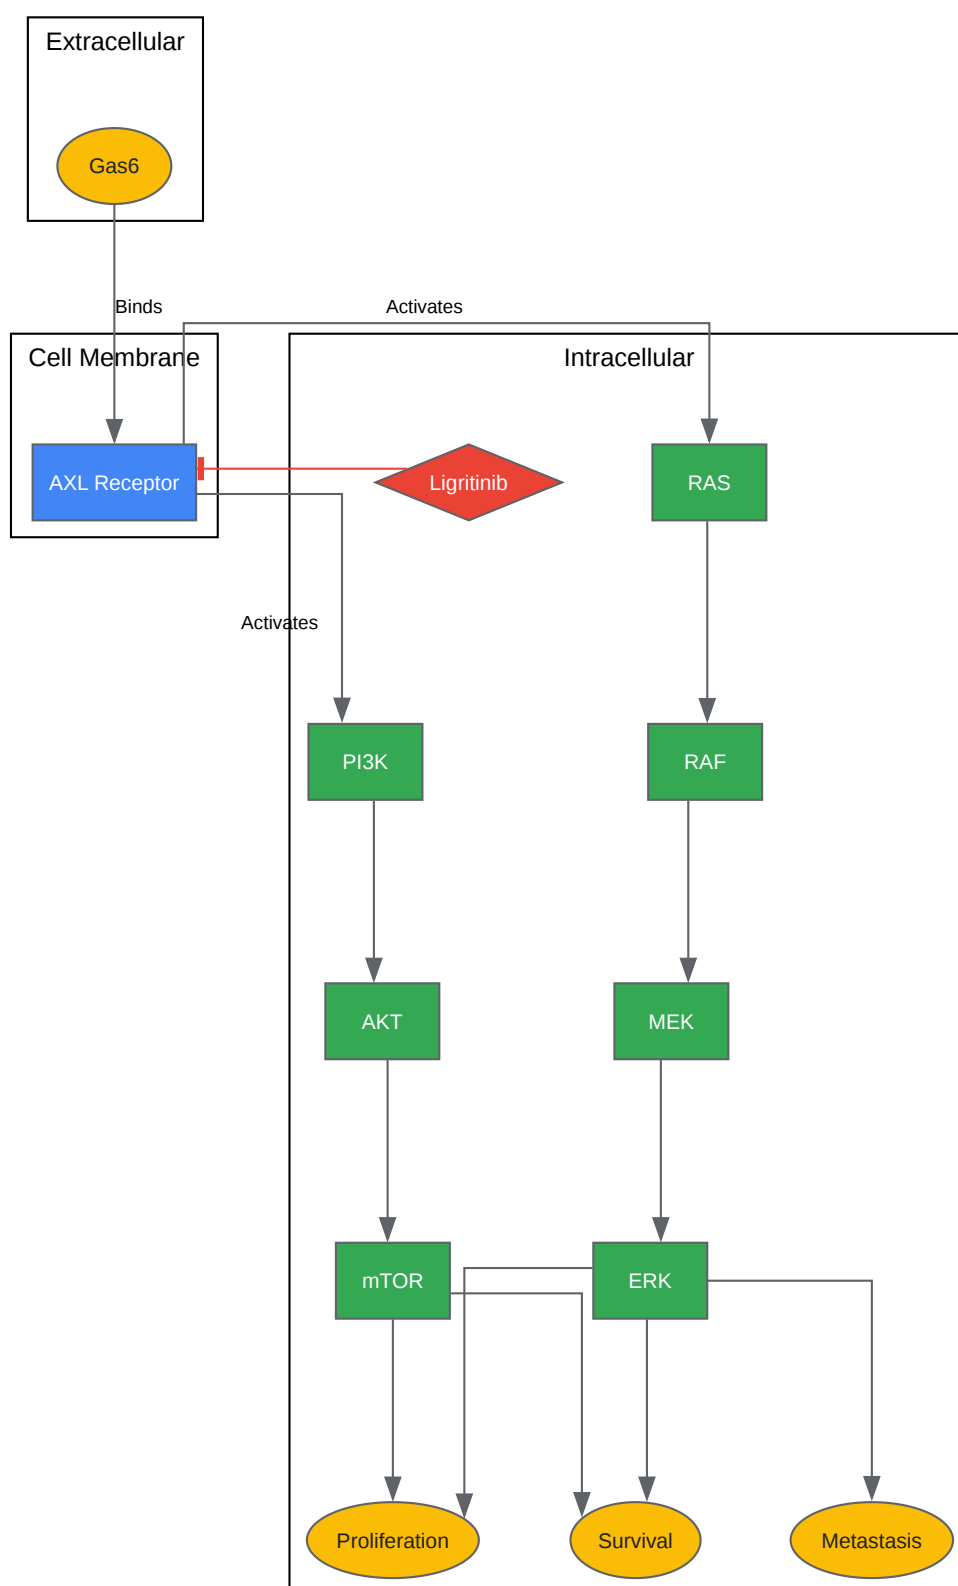 Extracellular
Gas6
Binds
Activates
Cell Membrane
Intracellular
AXL Receptor
Ligritinib
RAS
Activates
PI3K
RAF
AKT
MEK
mTOR
ERK
Proliferation
Survival
Metastasis